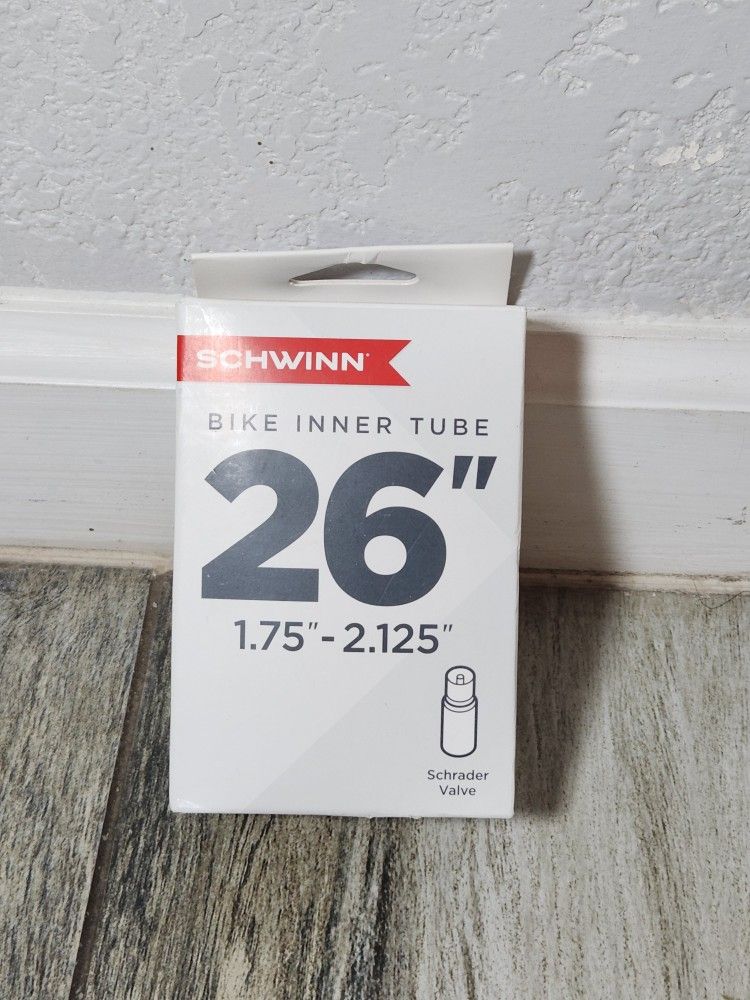 SCHWINN
BIKE INNER TUBE
26"
1.75" - 2.125"
Schrader
Valve